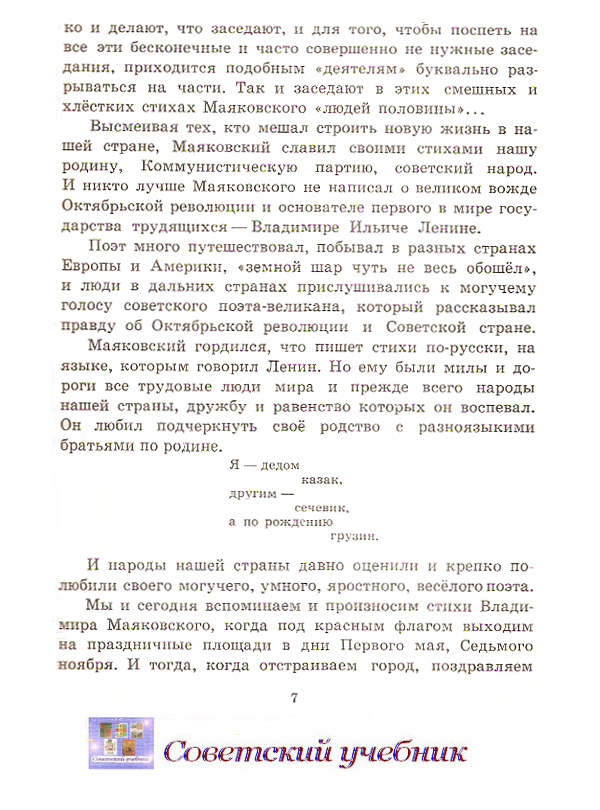 ко и делают, что заседают, и для того, чтобы поспеть на
все эти бесконечные и часто совершенно не нужные засе-
дания, приходится подобным «деятелям» буквально раз-
рываться на части. Так и заседают в этих смешных и
хлёстких стихах Маяковского «людей половины»...
Высмеивая тех, кто мешал строить новую жизнь в на-
шей стране, Маяковский славил своими стихами нашу
родину, Коммунистическую партию, советский народ.
И никто лучше Маяковского не написал о великом вожде
Октябрьской революции и основателе первого в мире госу-
дарства трудящихся — Владимире Ильиче Ленине.
Поэт много путешествовал, побывал в разных странах
Европы и Америки, «земной шар чуть не весь обошёл»,
и люди в дальних странах прислушивались к могучему
голосу советского поэта-великана, который рассказывал
правду об Октябрьской революции и Советской стране.
Маяковский гордился, что пишет стихи по-русски, на
языке, которым говорил Ленин. Но ему были милы и до-
роги все трудовые люди мира и прежде всего народы
нашей страны, дружбу и равенство которых он воспевал.
Он любил подчеркнуть своё родство с разноязыкими
братьями по родине.
Я — дедом
казак,
другим —
сечевик,
а по рождению
грузин.
И народы нашей страны давно оценили и крепко по-
любили своего могучего, умного, яростного, весёлого поэта.
Мы и сегодня вспоминаем и произносим стихи Влади-
мира Маяковского, когда под красным флагом выходим
на праздничные площади в дни Первого мая, Седьмого
ноября. И тогда, когда отстраиваем город, поздравляем
7
Советский учебник
Советский учебник